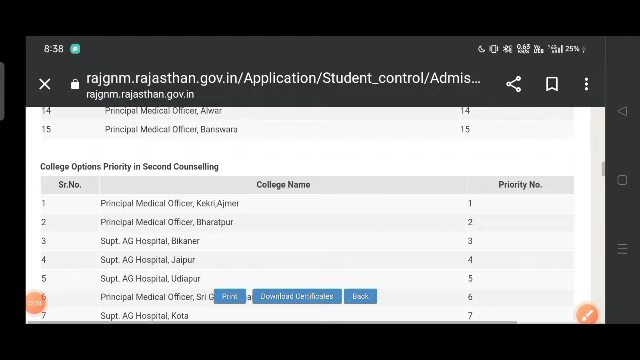 8:38 0.63 25%
rajgnm.rajasthan.gov.in/Application/Student_control/Admis...
rajgnm.rajasthan.gov.in
14 Principal Medical Officer, Alwar 14
15 Principal Medical Officer, Banswara 15
College Options Priority in Second Counselling
Sr.No. College Name Priority No.
1 Principal Medical Officer, Kekri,Ajmer 1
2 Principal Medical Officer, Bharatpur 2
3 Supt. AG Hospital, Bikaner 3
4 Supt. AG Hospital, Jaipur 4
5 Supt. AG Hospital, Udiapur 5
6 Principal Medical Officer, Sri 6
Print Download Certificates Back
7 Supt. AG Hospital, Kota 7